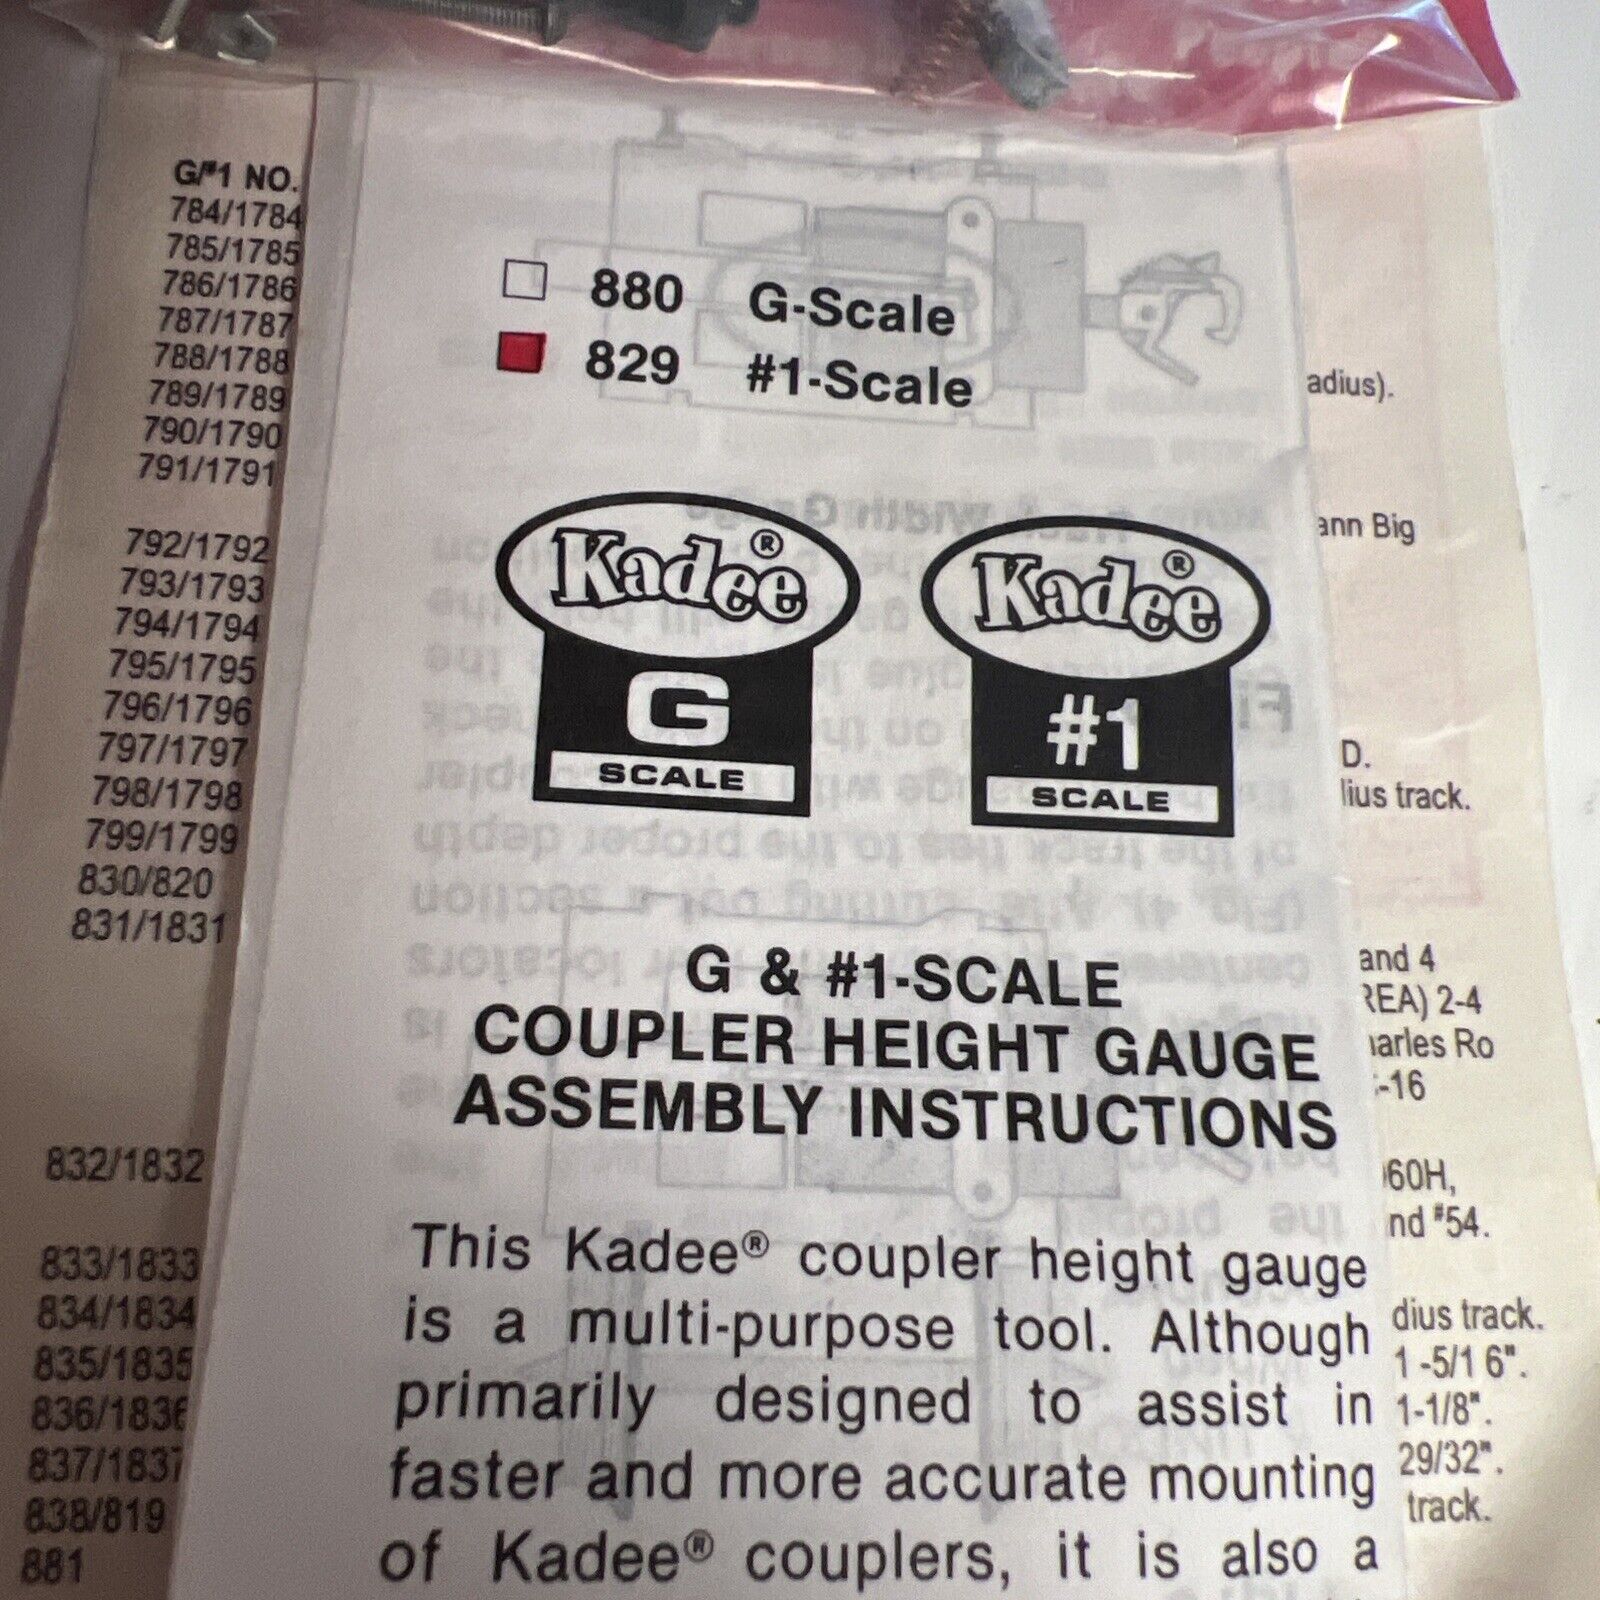 G/#1 NO.
784/1784
785/1785
786/1786
787/1787
788/1788
789/1789
790/1790
791/1791
792/1792
793/1793
794/1794
795/1795
796/1796
797/1797
798/1798
799/1799
830/820
831/1831
832/1832
833/1833
834/1834
835/1835
836/1836
837/1837
838/819
881
880 G-Scale
829 #1-Scale
Kadee®
G
SCALE
Kadee®
#1
SCALE
G & #1-SCALE
COUPLER HEIGHT GAUGE
ASSEMBLY INSTRUCTIONS
This Kadee® coupler height gauge
is a multi-purpose tool. Although
primarily designed to assist in
faster and more accurate mounting
of Kadee® couplers, it is also a
adius).
ann Big
D.
lius track.
and 4
REA) 2-4
arles Ro
-16
60H,
nd #54.
dius track.
1-5/16".
1-1/8".
29/32".
track.